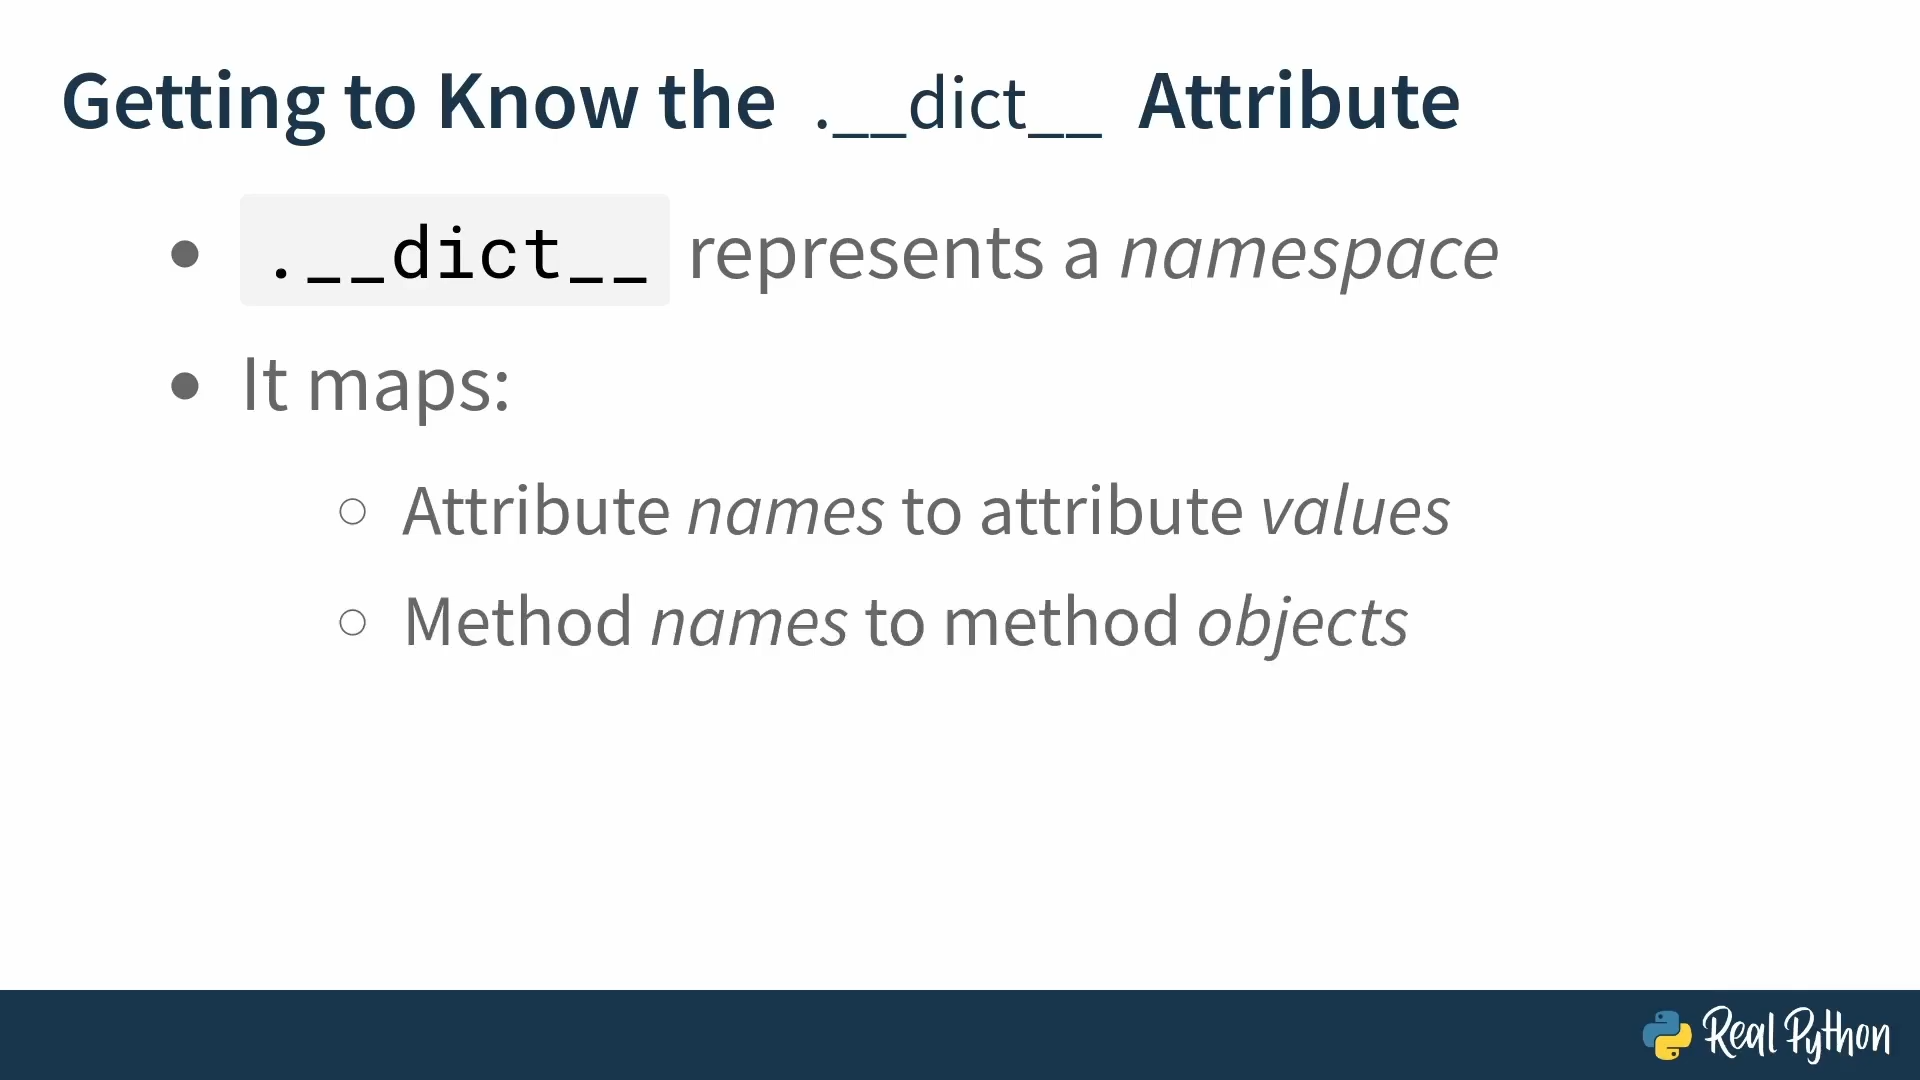 Getting to Know the .__dict__ Attribute
.__dict__ represents a namespace
It maps:
Attribute names to attribute values
Method names to method objects
Real Python